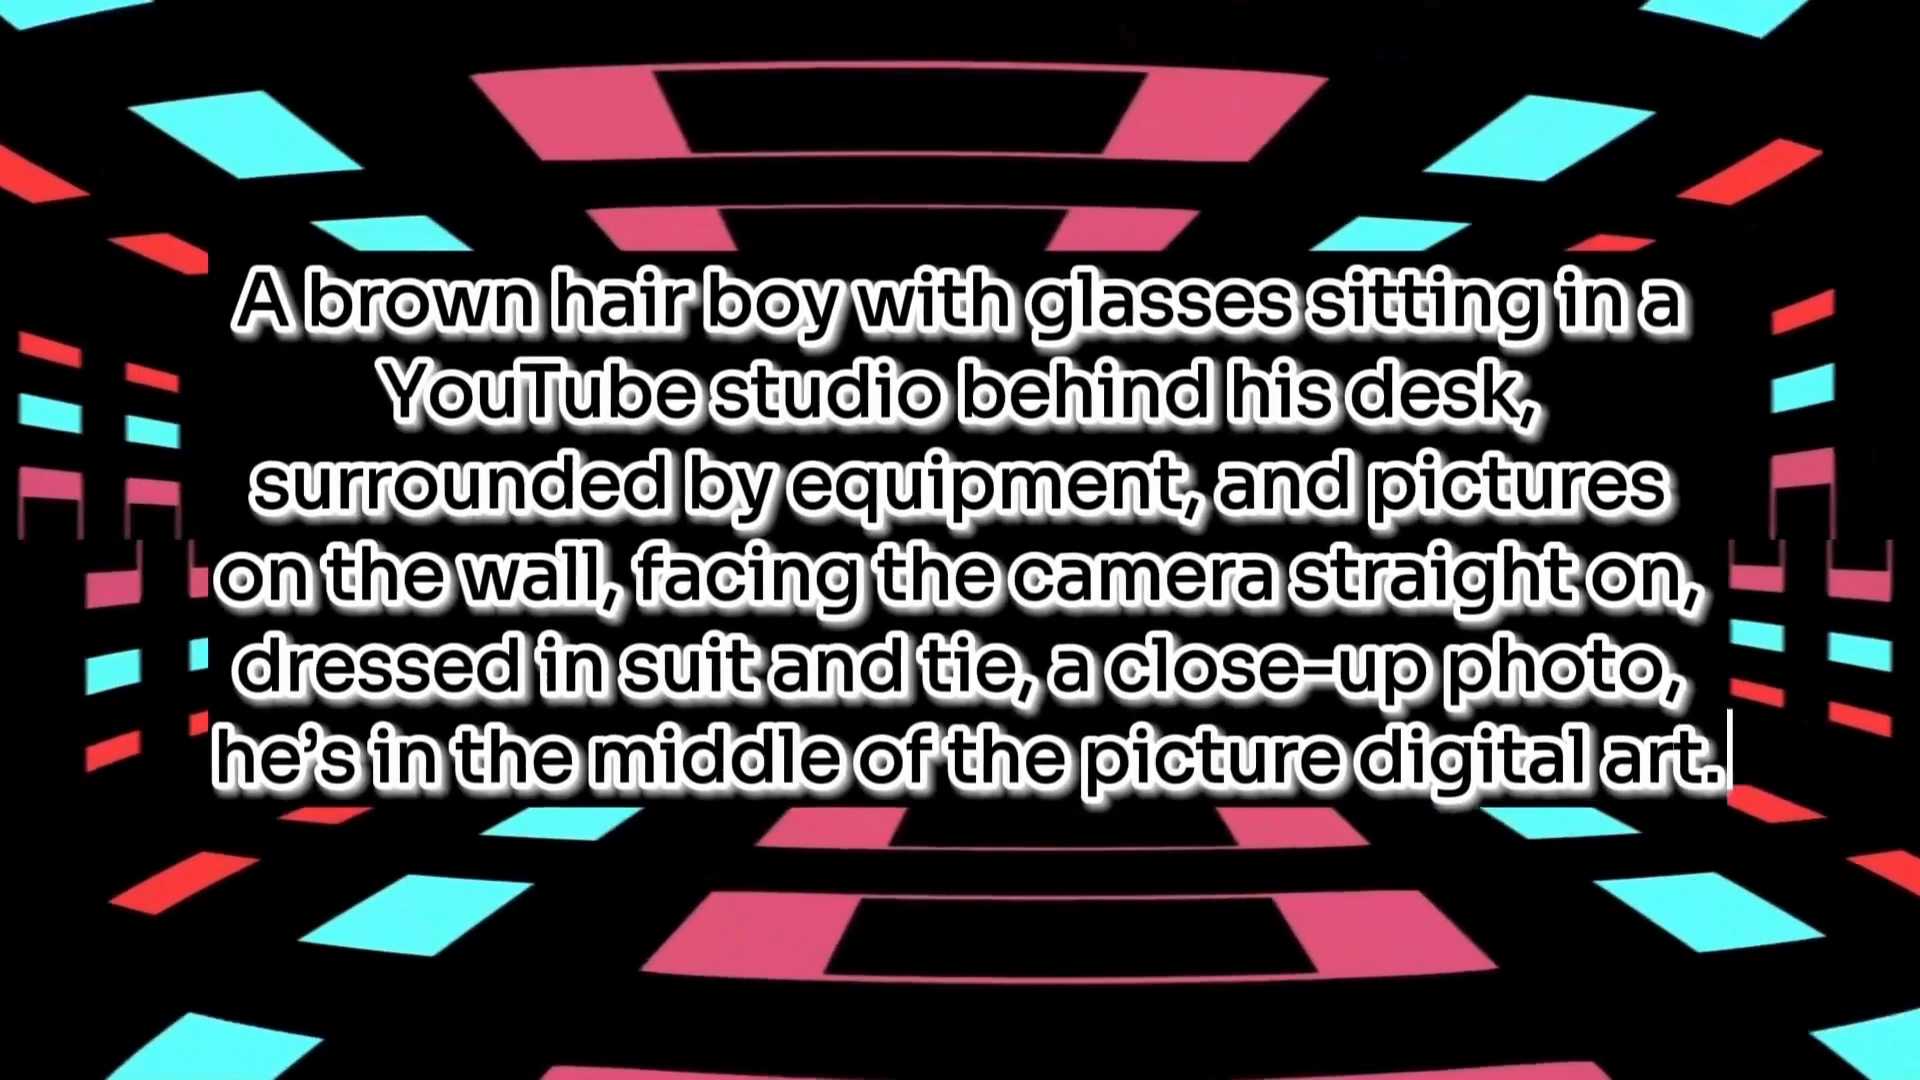 A brown hair boy with glasses sitting in a
YouTube studio behind his desk,
surrounded by equipment, and pictures
on the wall, facing the camera straight on,
dressed in suit and tie, a close-up photo,
he’s in the middle of the picture digital art.